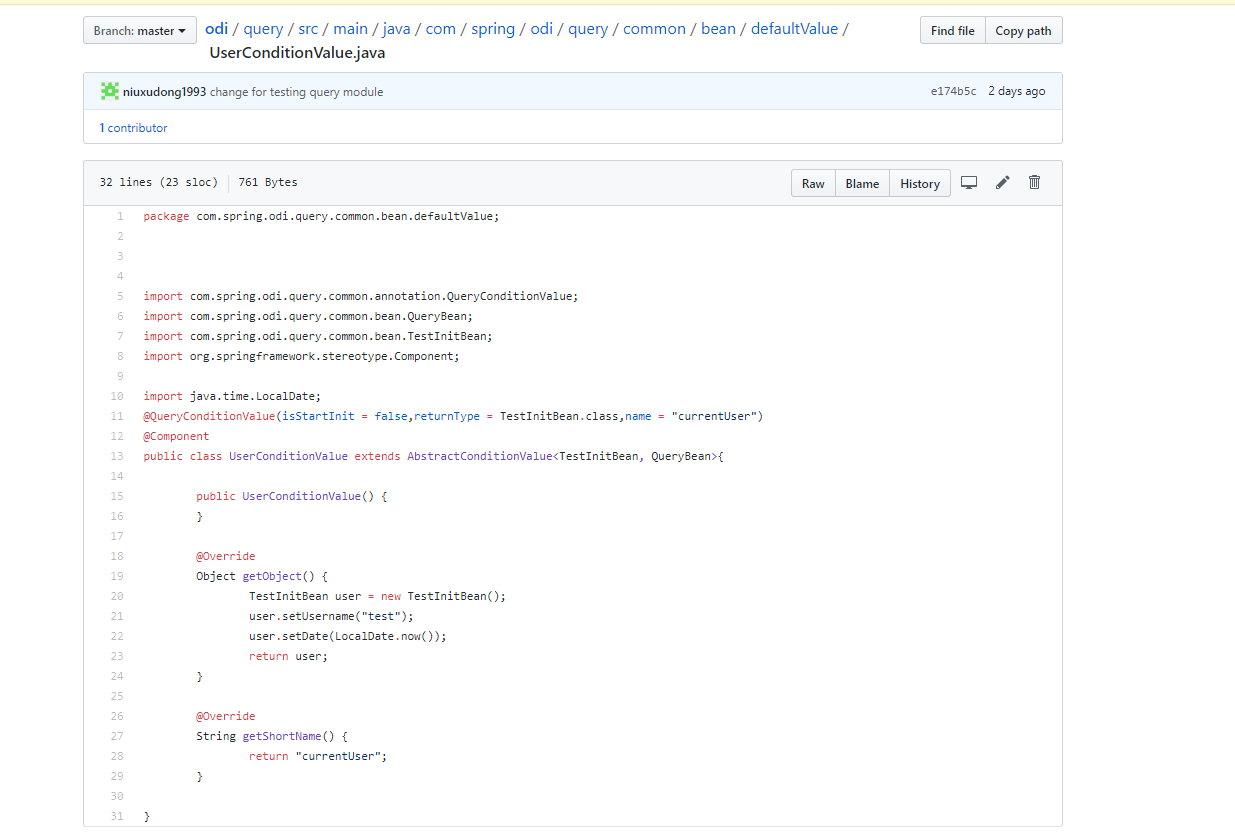 Branch: master odi / query / src / main / java / com / spring / odi / query / common / bean / defaultValue / Find file Copy path
UserConditionValue.java
niuxudong1993 change for testing query module e174b5c 2 days ago
1 contributor
32 lines (23 sloc) 761 Bytes Raw Blame History
1 package com.spring.odi.query.common.bean.defaultValue;
2
3
4
5 import com.spring.odi.query.common.annotation.QueryConditionValue;
6 import com.spring.odi.query.common.bean.QueryBean;
7 import com.spring.odi.query.common.bean.TestInitBean;
8 import org.springframework.stereotype.Component;
9
10 import java.time.LocalDate;
11 @QueryConditionValue(isStartInit = false,returnType = TestInitBean.class,name = "currentUser")
12 @Component
13 public class UserConditionValue extends AbstractConditionValue<TestInitBean, QueryBean>{
14
15 public UserConditionValue() {
16 }
17
18 @Override
19 Object getObject() {
20 TestInitBean user = new TestInitBean();
21 user.setUsername("test");
22 user.setDate(LocalDate.now());
23 return user;
24 }
25
26 @Override
27 String getShortName() {
28 return "currentUser";
29 }
30
31 }